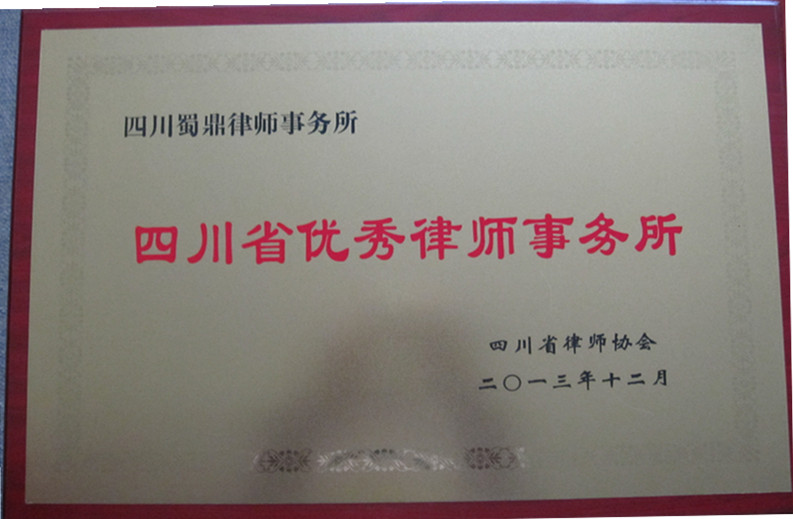 四川蜀鼎律师事务所
四川省优秀律师事务所
四川省律师协会
二〇一三年十二月